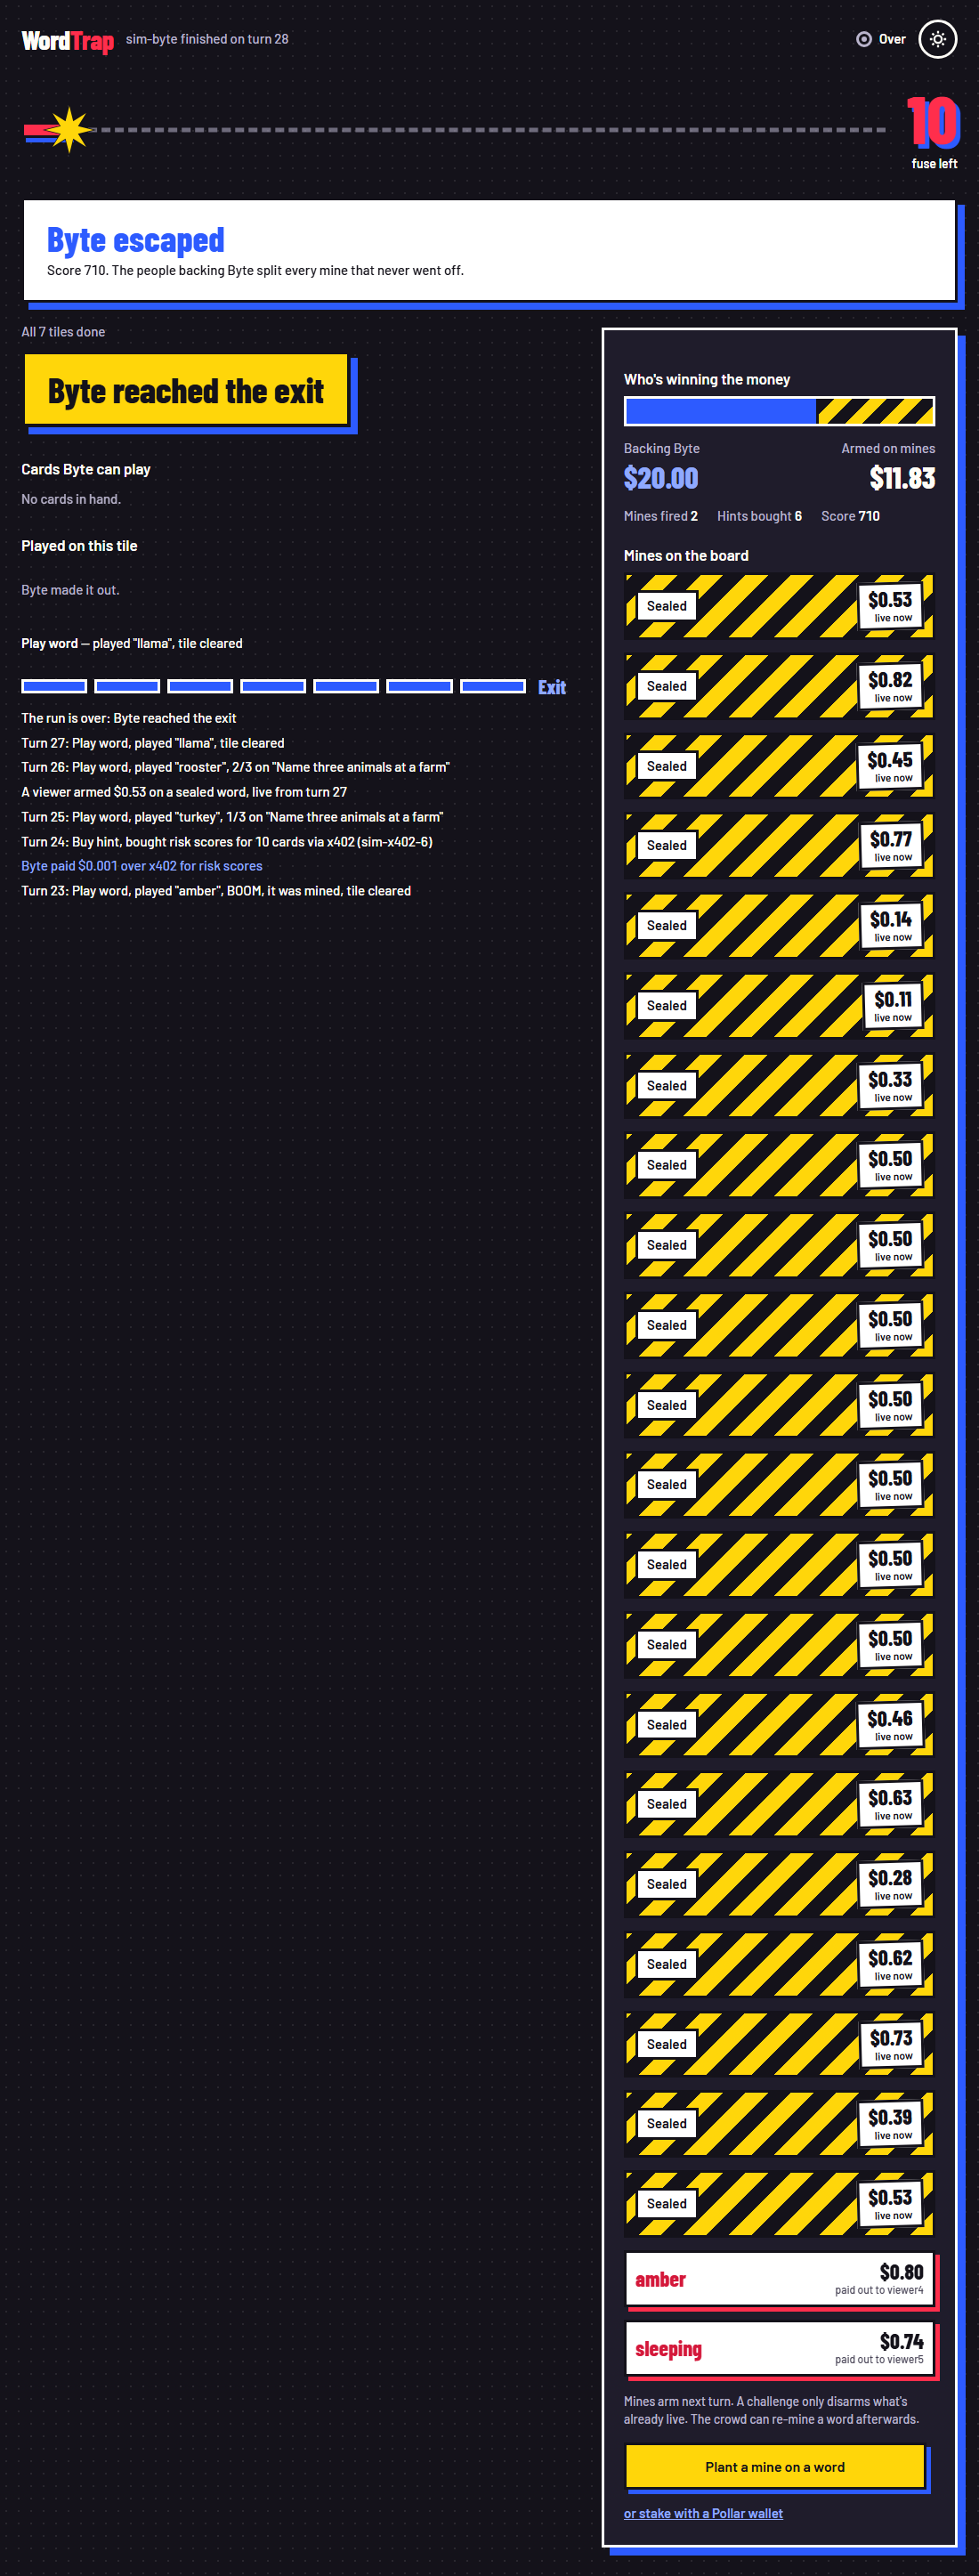 WordTrap sim-byte finished on turn 28
Over
10
fuse left
Byte escaped
Score 710. The people backing Byte split every mine that never went off.
All 7 tiles done
Byte reached the exit
Cards Byte can play
No cards in hand.
Played on this tile
Byte made it out.
Play word — played "llama", tile cleared
Exit
The run is over: Byte reached the exit
Turn 27: Play word, played "llama", tile cleared
Turn 26: Play word, played "rooster", 2/3 on "Name three animals at a farm"
A viewer armed $0.53 on a sealed word, live from turn 27
Turn 25: Play word, played "turkey", 1/3 on "Name three animals at a farm"
Turn 24: Buy hint, bought risk scores for 10 cards via x402 (sim-x402-6)
Byte paid $0.001 over x402 for risk scores
Turn 23: Play word, played "amber", BOOM, it was mined, tile cleared
Who's winning the money
Backing Byte Armed on mines
$20.00 $11.83
Mines fired 2 Hints bought 6 Score 710
Mines on the board
Sealed $0.53
live now
Sealed $0.82
live now
Sealed $0.45
live now
Sealed $0.77
live now
Sealed $0.14
live now
Sealed $0.11
live now
Sealed $0.33
live now
Sealed $0.50
live now
Sealed $0.50
live now
Sealed $0.50
live now
Sealed $0.50
live now
Sealed $0.50
live now
Sealed $0.50
live now
Sealed $0.50
live now
Sealed $0.46
live now
Sealed $0.63
live now
Sealed $0.28
live now
Sealed $0.62
live now
Sealed $0.73
live now
Sealed $0.39
live now
Sealed $0.53
live now
amber $0.80
paid out to viewer4
sleeping $0.74
paid out to viewer5
Mines arm next turn. A challenge only disarms what's
already live. The crowd can re-mine a word afterwards.
Plant a mine on a word
or stake with a Pollar wallet